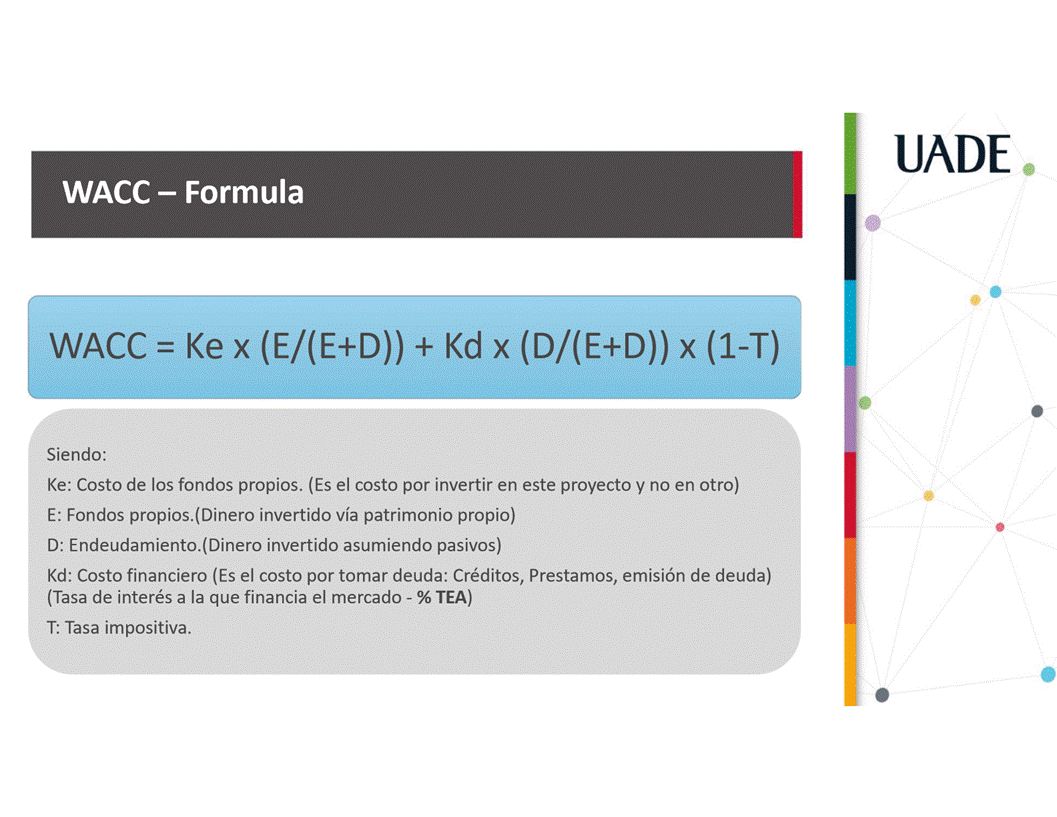 UADE
WACC – Formula
WACC = Ke x (E/(E+D)) + Kd x (D/(E+D)) x (1-T)
Siendo:
Ke: Costo de los fondos propios. (Es el costo por invertir en este proyecto y no en otro)
E: Fondos propios.(Dinero invertido vía patrimonio propio)
D: Endeudamiento.(Dinero invertido asumiendo pasivos)
Kd: Costo financiero (Es el costo por tomar deuda: Créditos, Prestamos, emisión de deuda)
(Tasa de interés a la que financia el mercado - % TEA)
T: Tasa impositiva.